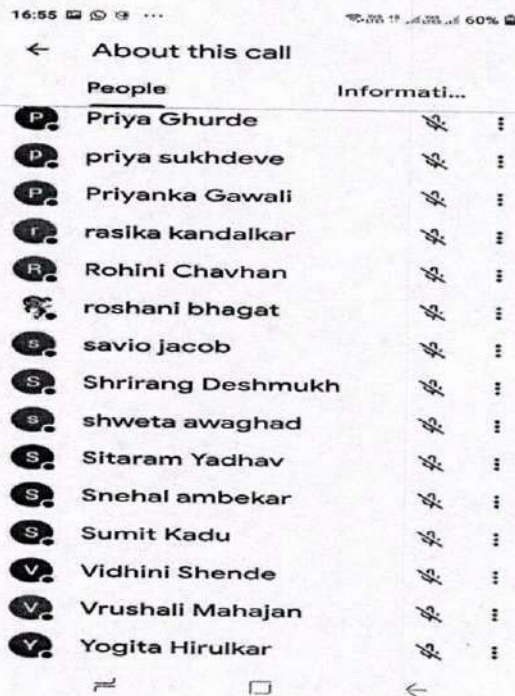 16:55 60%
← About this call
People Informati...
P Priya Ghurde
P priya sukhdeve
P Priyanka Gawali
r rasika kandalkar
R Rohini Chavhan
roshani bhagat
s savio jacob
S Shrirang Deshmukh
s shweta awaghad
S Sitaram Yadhav
S Snehal ambekar
S Sumit Kadu
V Vidhini Shende
V Vrushali Mahajan
Y Yogita Hirulkar